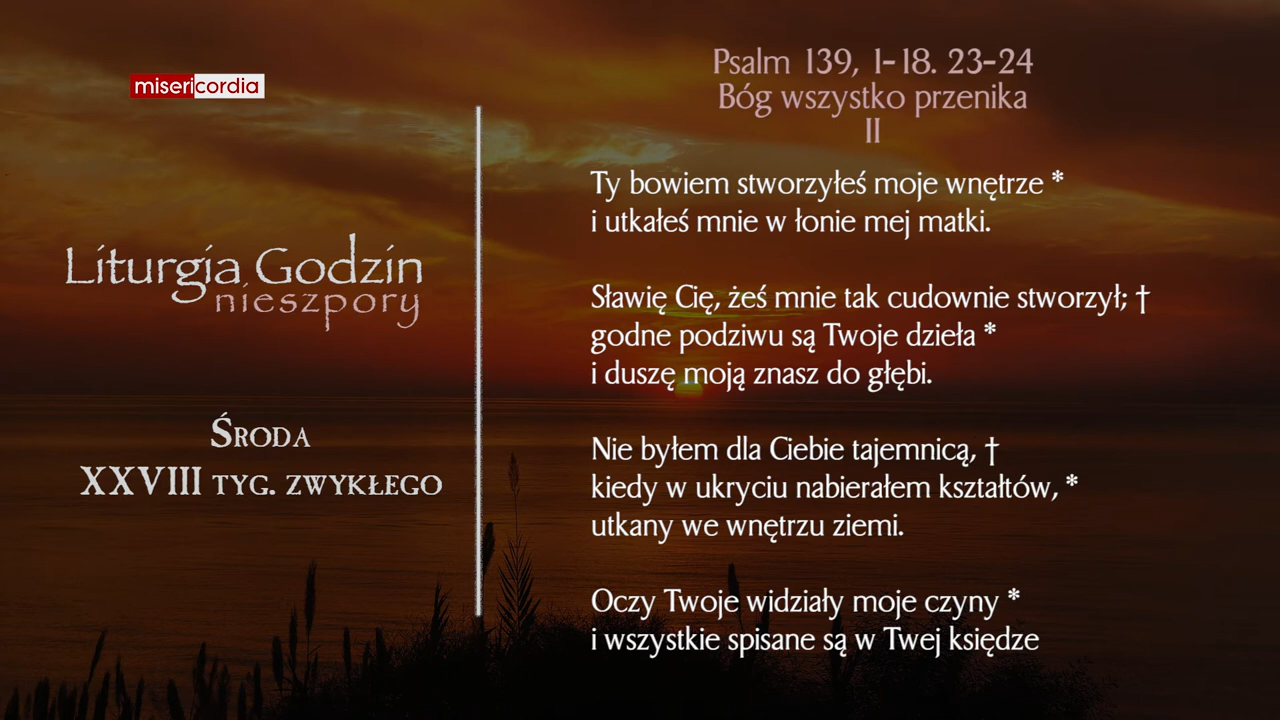 misericordia
Liturgia Godzin
nieszpory
Środa
XXVIII tyg. zwykłego
Psalm 139, 1-18. 23-24
Bóg wszystko przenika
II
Ty bowiem stworzyłeś moje wnętrze *
i utkałeś mnie w łonie mej matki.
Sławię Cię, żeś mnie tak cudownie stworzył; †
godne podziwu są Twoje dzieła *
i duszę moją znasz do głębi.
Nie byłem dla Ciebie tajemnicą, †
kiedy w ukryciu nabierałem kształtów, *
utkany we wnętrzu ziemi.
Oczy Twoje widziały moje czyny *
i wszystkie spisane są w Twej księdze